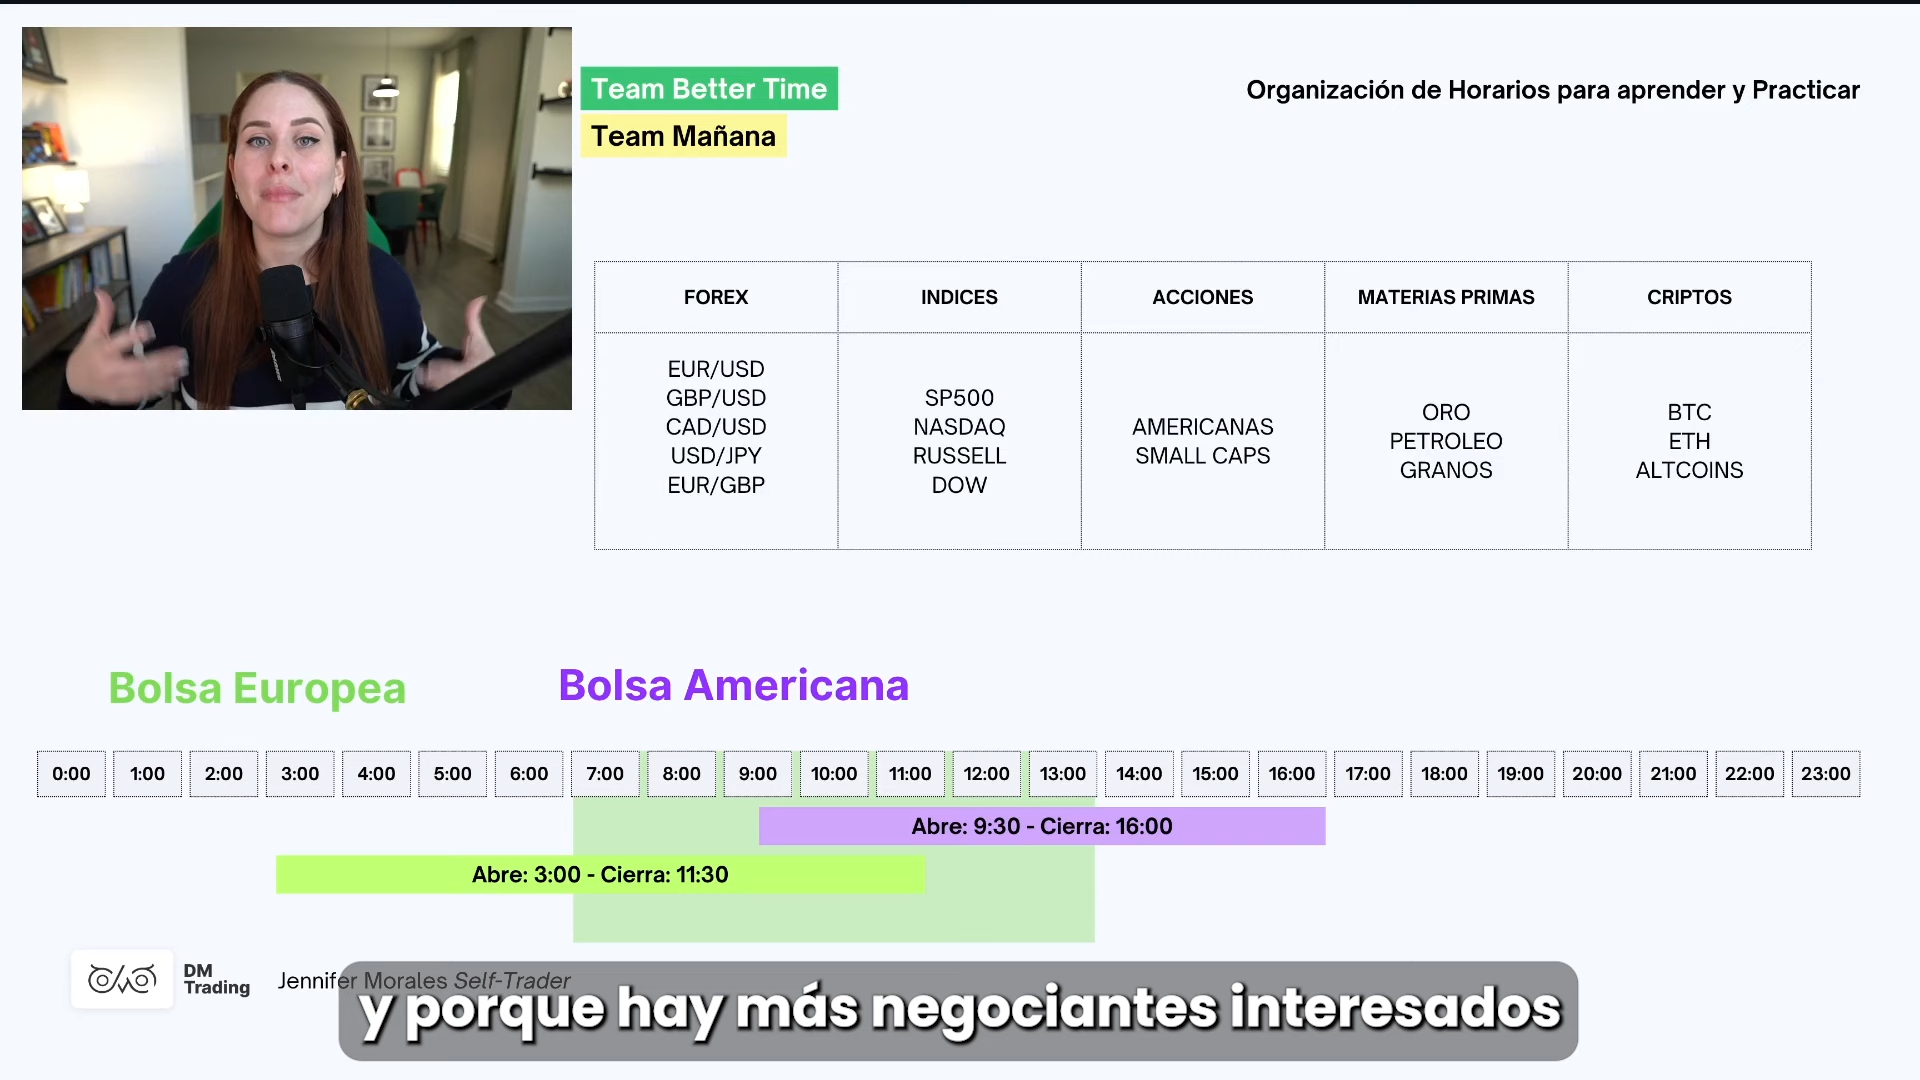 Team Better Time
Team Mañana
Organización de Horarios para aprender y Practicar
FOREX
INDICES
ACCIONES
MATERIAS PRIMAS
CRIPTOS
EUR/USD
GBP/USD
CAD/USD
USD/JPY
EUR/GBP
SP500
NASDAQ
RUSSELL
DOW
AMERICANAS
SMALL CAPS
ORO
PETROLEO
GRANOS
BTC
ETH
ALTCOINS
Bolsa Europea
Bolsa Americana
0:00 1:00 2:00 3:00 4:00 5:00 6:00 7:00 8:00 9:00 10:00 11:00 12:00 13:00 14:00 15:00 16:00 17:00 18:00 19:00 20:00 21:00 22:00 23:00
Abre: 9:30 - Cierra: 16:00
Abre: 3:00 - Cierra: 11:30
DM
Trading
Jennifer Morales Self-Trader
y porque hay más negociantes interesados